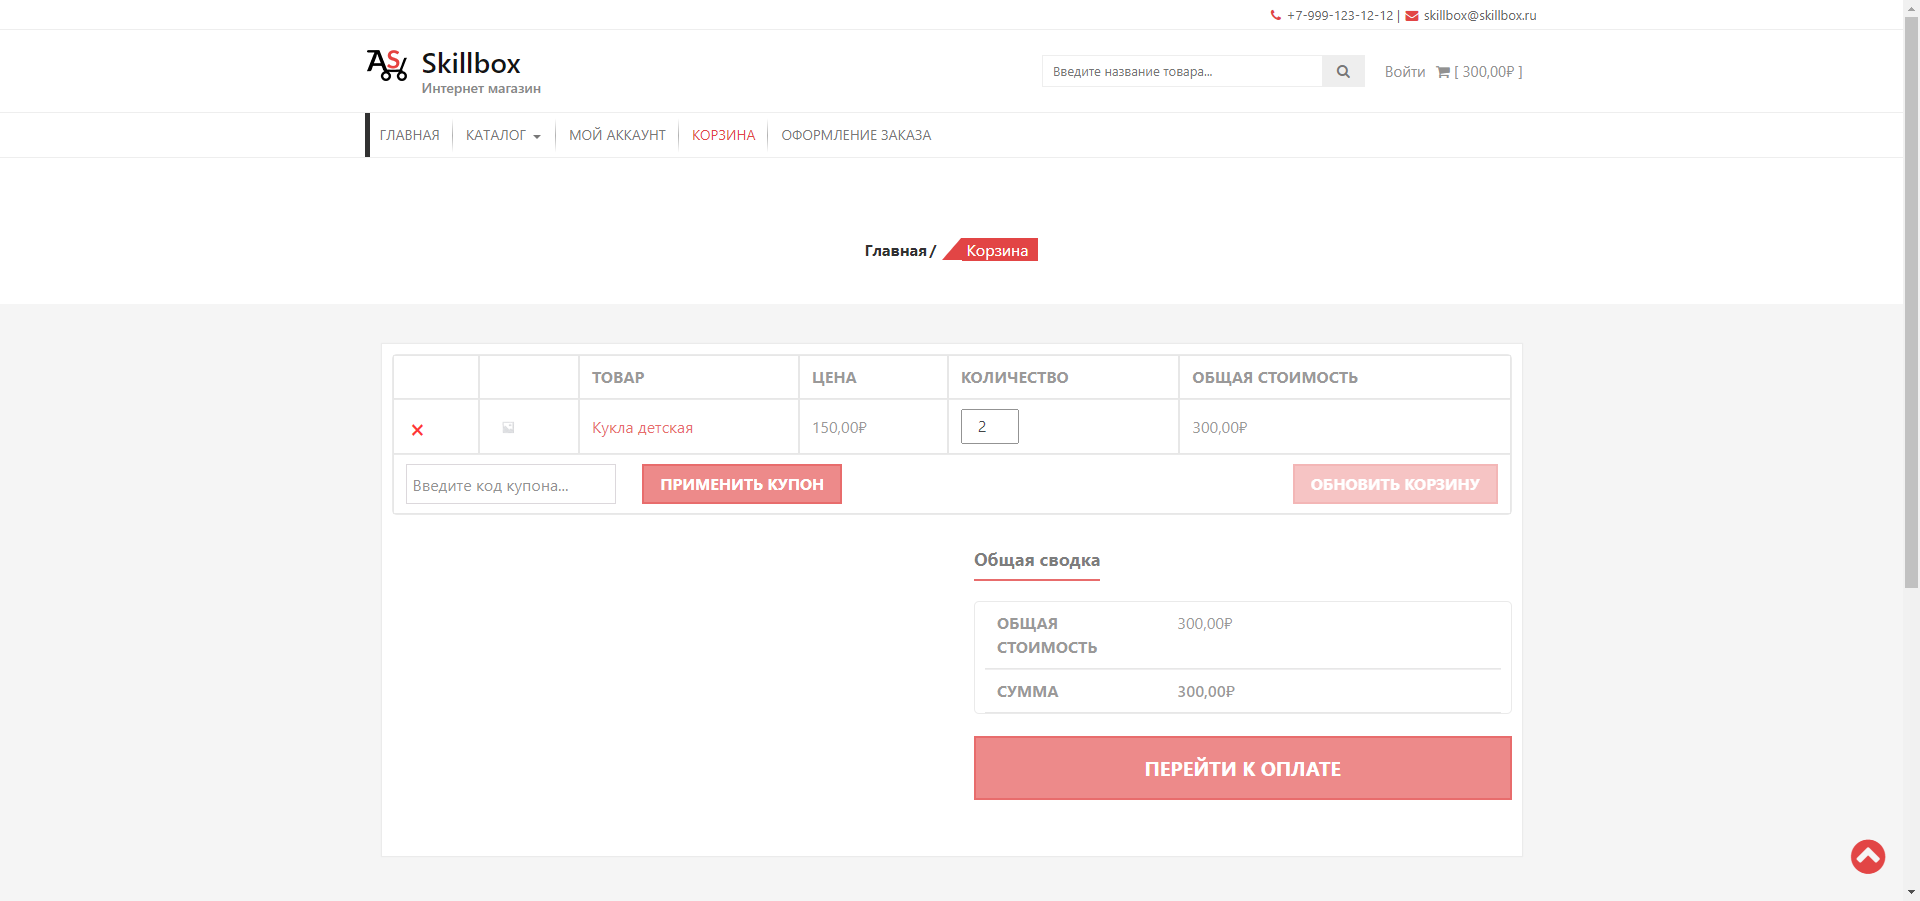 +7-999-123-12-12 | skillbox@skillbox.ru
AS Skillbox
Интернет магазин
Введите название товара...
Войти [ 300,00₽ ]
ГЛАВНАЯ КАТАЛОГ МОЙ АККАУНТ КОРЗИНА ОФОРМЛЕНИЕ ЗАКАЗА
Главная / Корзина
ТОВАР ЦЕНА КОЛИЧЕСТВО ОБЩАЯ СТОИМОСТЬ
Кукла детская 150,00₽ 2 300,00₽
Введите код купона... ПРИМЕНИТЬ КУПОН ОБНОВИТЬ КОРЗИНУ
Общая сводка
ОБЩАЯ 300,00₽
СТОИМОСТЬ
СУММА 300,00₽
ПЕРЕЙТИ К ОПЛАТЕ